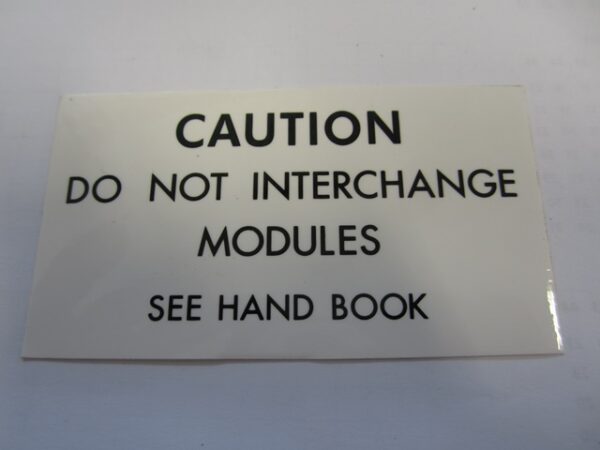 CAUTION
DO NOT INTERCHANGE
MODULES
SEE HAND BOOK